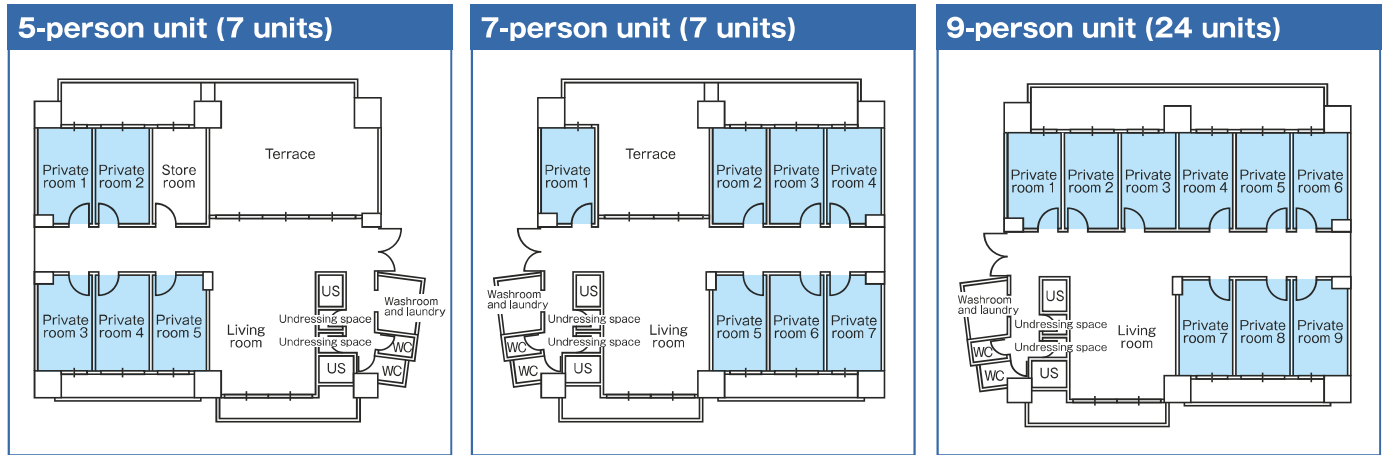 5-person unit (7 units)
Private
room 1
Private
room 2
Store
room
Terrace
Private
room 3
Private
room 4
Private
room 5
Living
room
US
Undressing space
Undressing space
US
Washroom
and laundry
WC
WC
7-person unit (7 units)
Private
room 1
Terrace
Private
room 2
Private
room 3
Private
room 4
Washroom
and laundry
WC
WC
US
Undressing space
Undressing space
US
Living
room
Private
room 5
Private
room 6
Private
room 7
9-person unit (24 units)
Private
room 1
Private
room 2
Private
room 3
Private
room 4
Private
room 5
Private
room 6
Washroom
and laundry
WC
WC
US
Undressing space
Undressing space
US
Living
room
Private
room 7
Private
room 8
Private
room 9